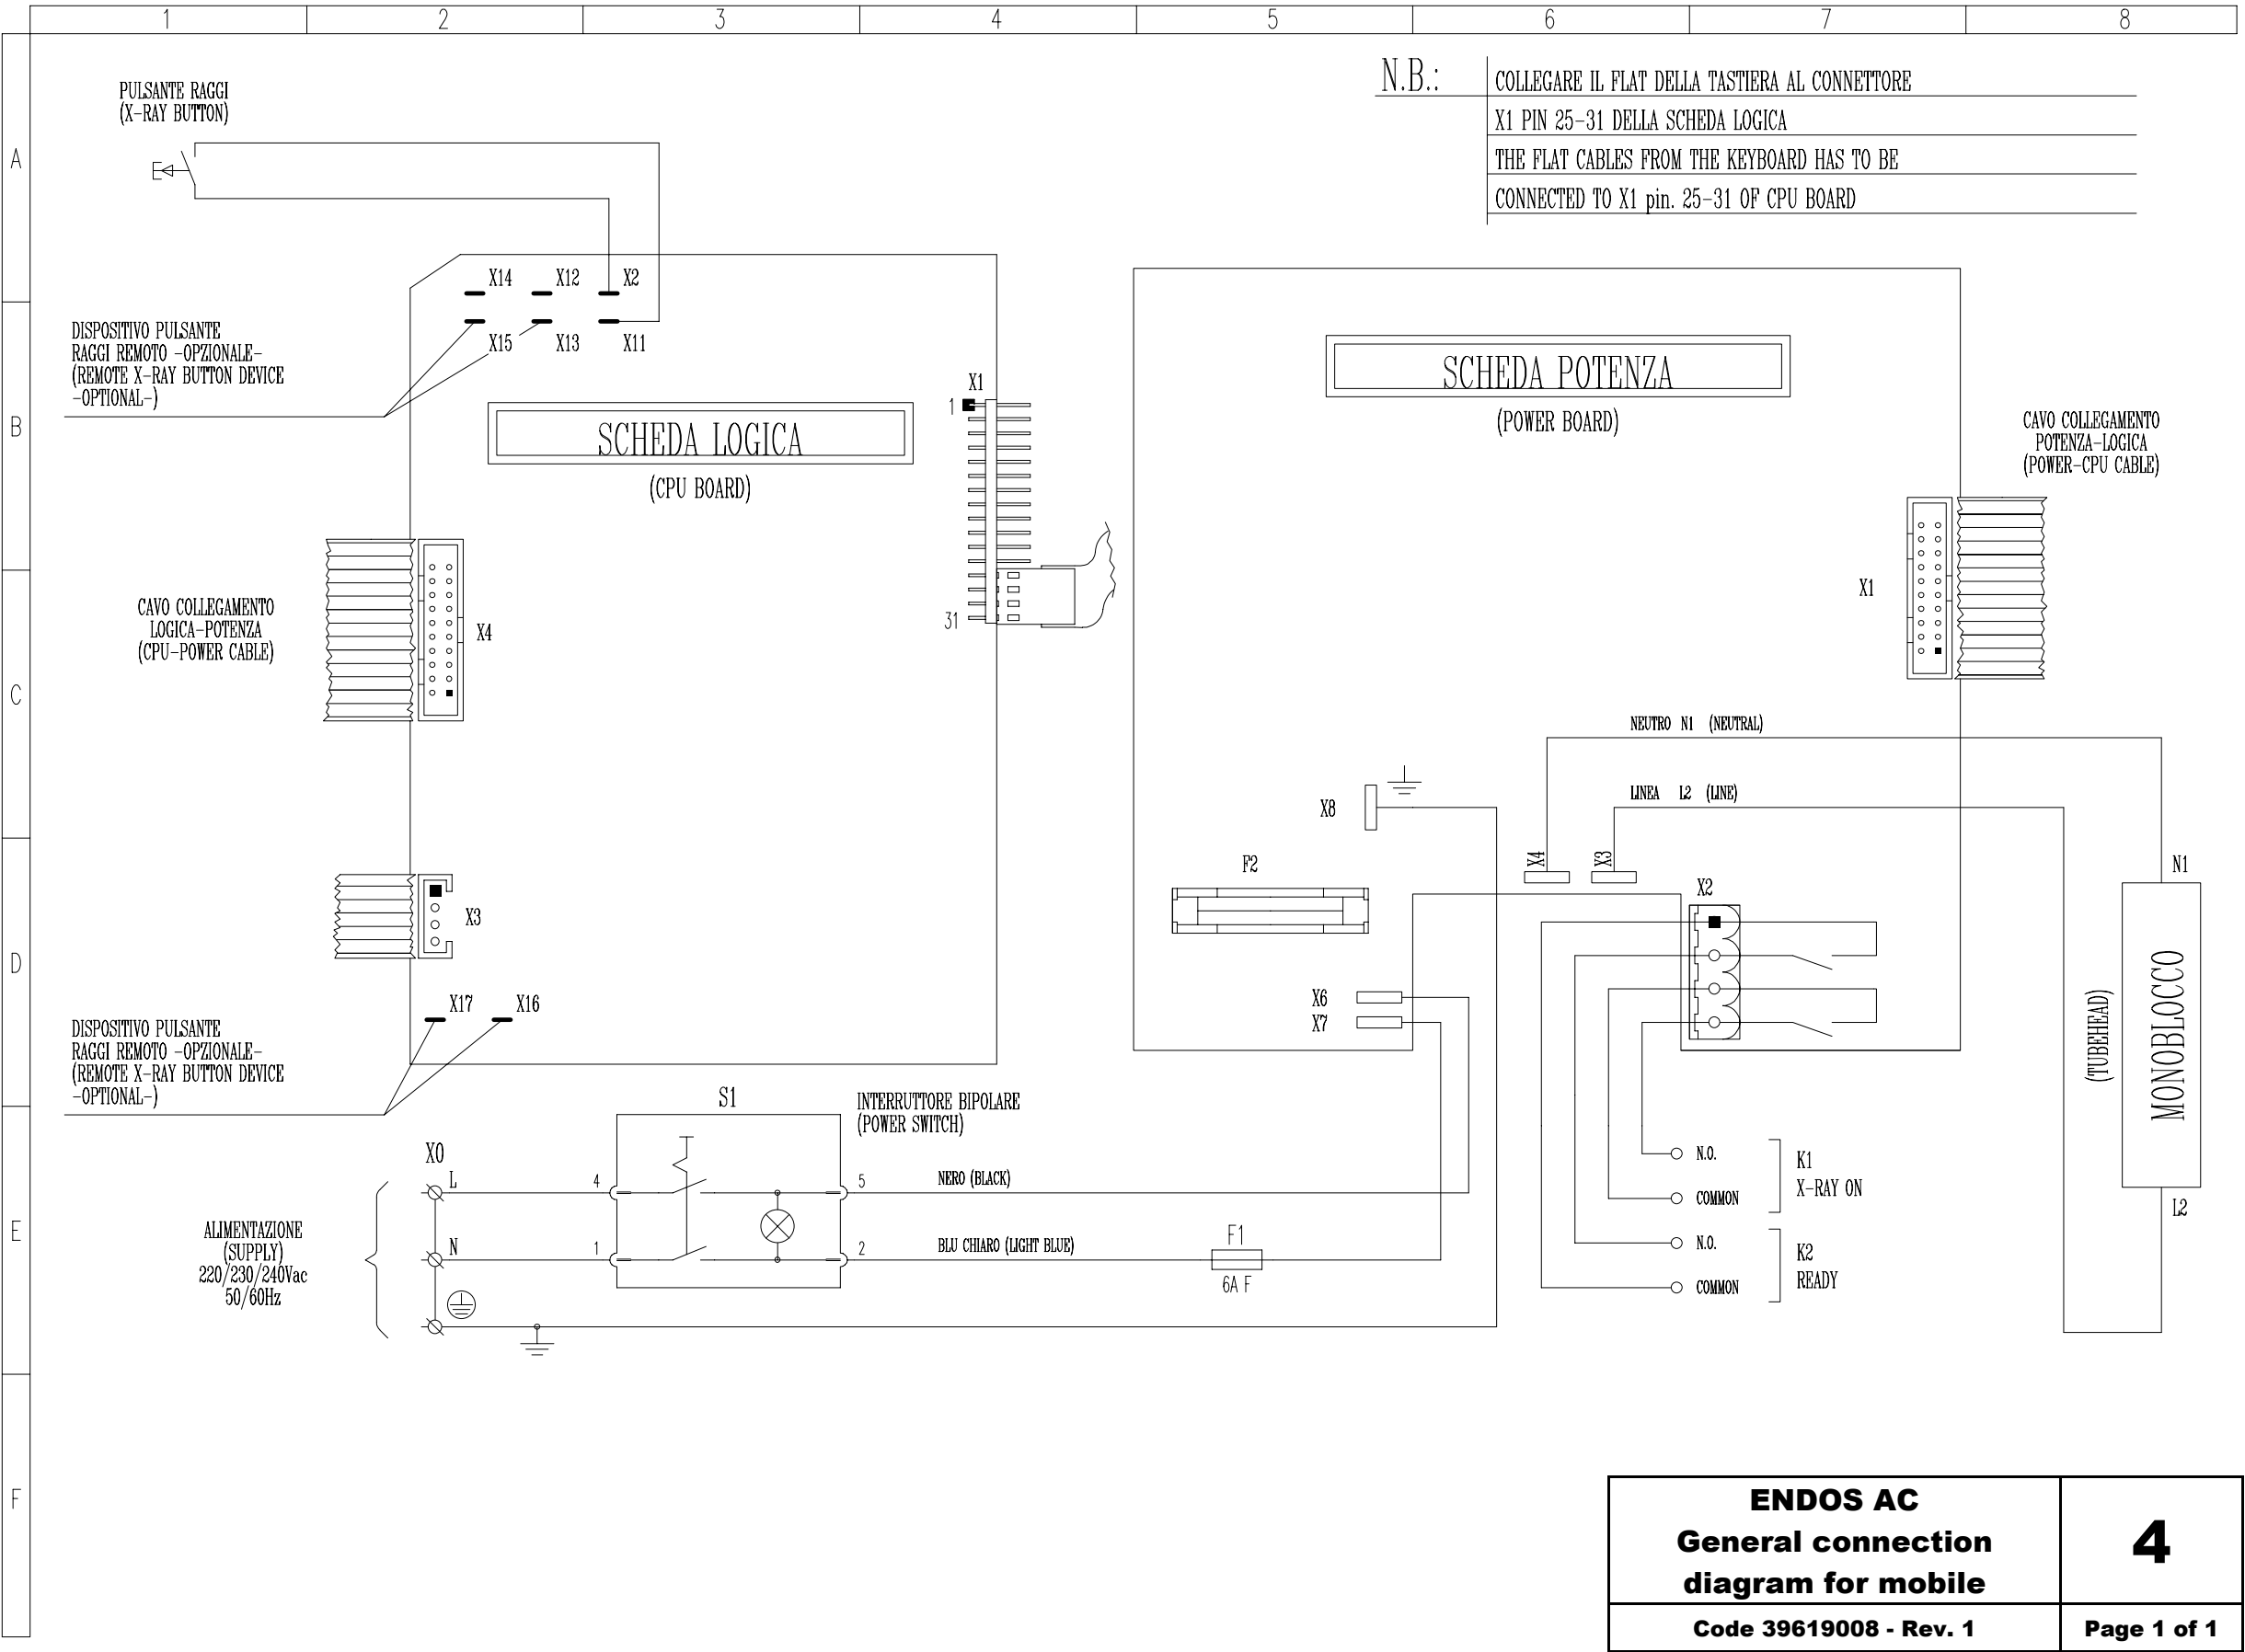 1 2 3 4 5 6 7 8
A
B
C
D
E
F
PULSANTE RAGGI
(X-RAY BUTTON)
N.B.:
COLLEGARE IL FLAT DELLA TASTIERA AL CONNETTORE
X1 PIN 25-31 DELLA SCHEDA LOGICA
THE FLAT CABLES FROM THE KEYBOARD HAS TO BE
CONNECTED TO X1 pin. 25-31 OF CPU BOARD
X14 X12 X2
X15 X13 X11
DISPOSITIVO PULSANTE
RAGGI REMOTO -OPZIONALE-
(REMOTE X-RAY BUTTON DEVICE
-OPTIONAL-)
SCHEDA LOGICA
(CPU BOARD)
X1
1
31
SCHEDA POTENZA
(POWER BOARD)
CAVO COLLEGAMENTO
POTENZA-LOGICA
(POWER-CPU CABLE)
X1
CAVO COLLEGAMENTO
LOGICA-POTENZA
(CPU-POWER CABLE)
X4
NEUTRO N1 (NEUTRAL)
LINEA L2 (LINE)
X8
F2
X4
X3
X2
N1
MONOBLOCCO
(TUBEHEAD)
L2
X3
X6
X7
X17 X16
DISPOSITIVO PULSANTE
RAGGI REMOTO -OPZIONALE-
(REMOTE X-RAY BUTTON DEVICE
-OPTIONAL-)
S1
INTERRUTTORE BIPOLARE
(POWER SWITCH)
X0
L
4
5
NERO (BLACK)
N
1
2
BLU CHIARO (LIGHT BLUE)
F1
6A F
ALIMENTAZIONE
(SUPPLY)
220/230/240Vac
50/60Hz
N.O.
COMMON
K1
X-RAY ON
N.O.
COMMON
K2
READY
ENDOS AC
General connection
diagram for mobile
4
Code 39619008 - Rev. 1
Page 1 of 1